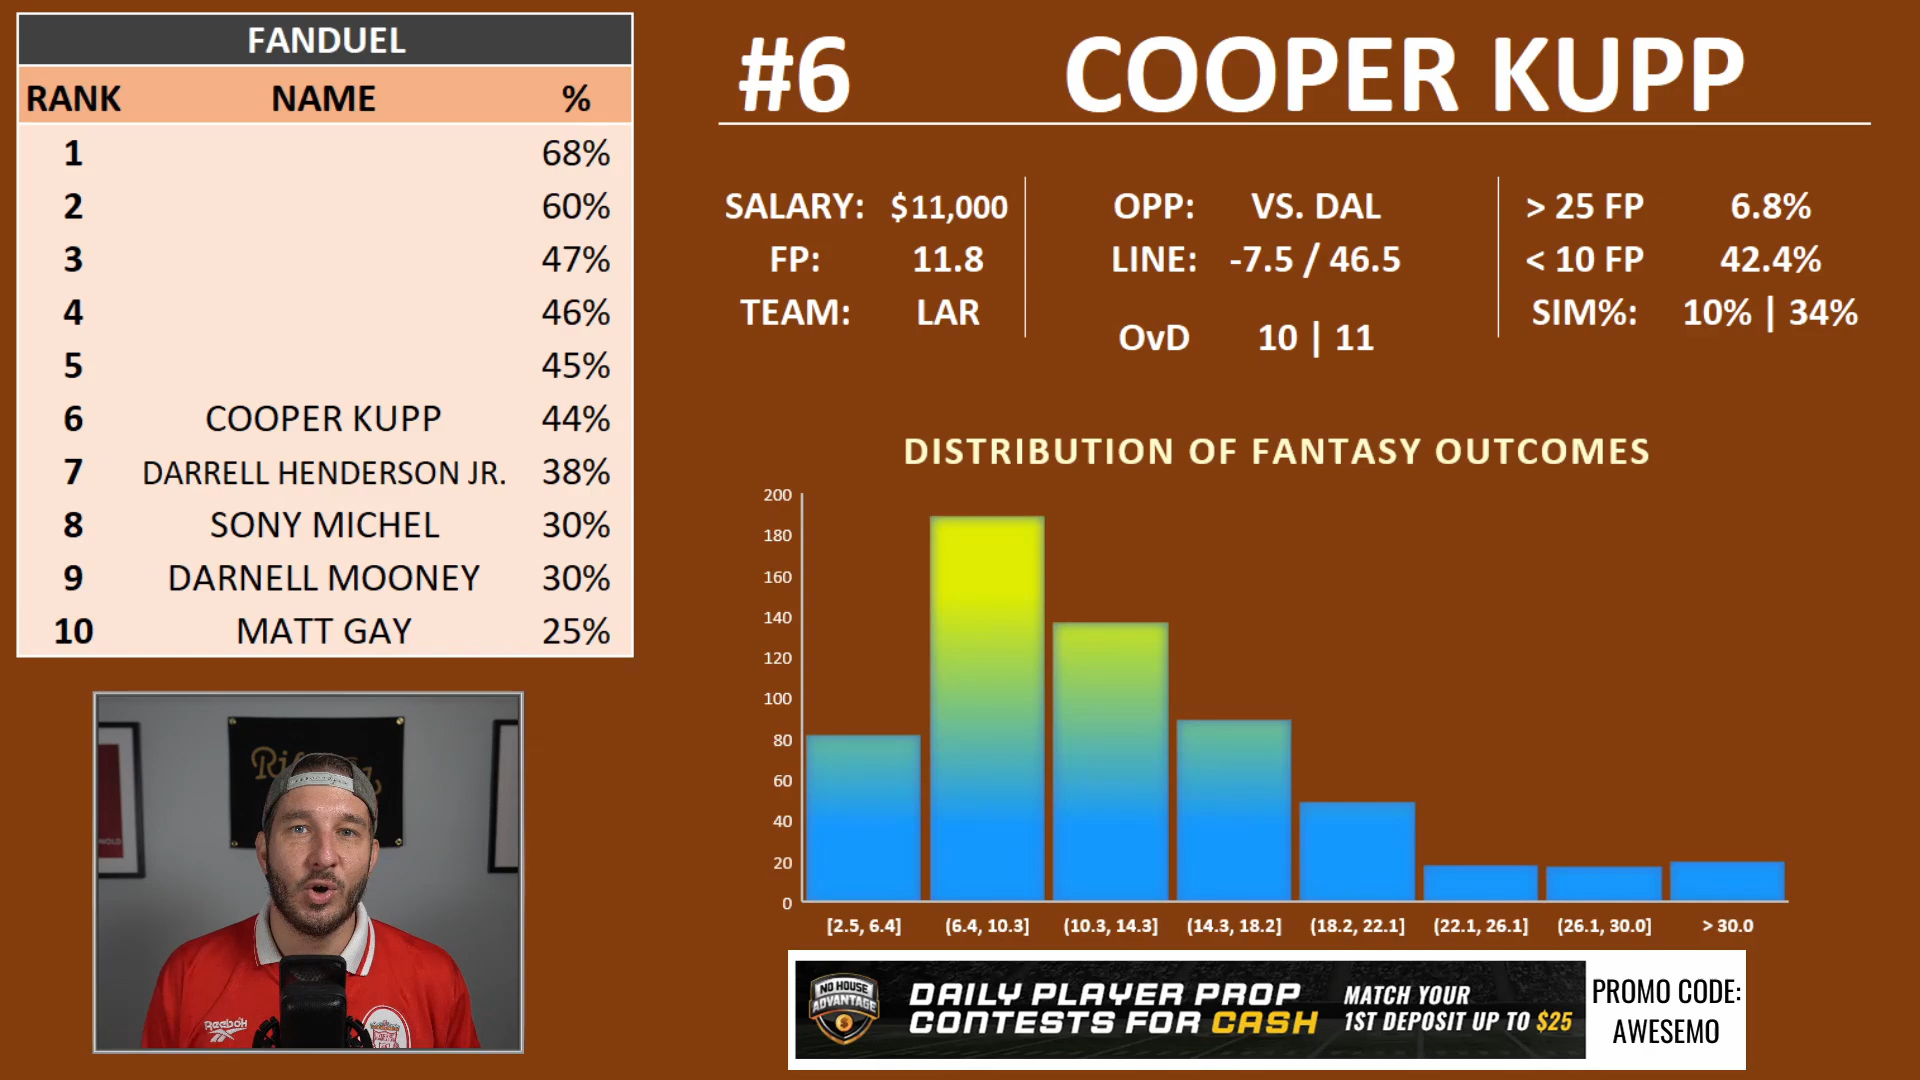 FANDUEL
RANK NAME %
1 68%
2 60%
3 47%
4 46%
5 45%
6 COOPER KUPP 44%
7 DARRELL HENDERSON JR. 38%
8 SONY MICHEL 30%
9 DARNELL MOONEY 30%
10 MATT GAY 25%
#6 COOPER KUPP
SALARY: $11,000
FP: 11.8
TEAM: LAR
OPP: VS. DAL
LINE: -7.5 / 46.5
OvD 10 | 11
> 25 FP 6.8%
< 10 FP 42.4%
SIM%: 10% | 34%
DISTRIBUTION OF FANTASY OUTCOMES
200
180
160
140
120
100
80
60
40
20
0
[2.5, 6.4] (6.4, 10.3] (10.3, 14.3] (14.3, 18.2] (18.2, 22.1] (22.1, 26.1] (26.1, 30.0] > 30.0
Reebok
NO HOUSE
ADVANTAGE
DAILY PLAYER PROP
CONTESTS FOR CASH
MATCH YOUR
1ST DEPOSIT UP TO $25
PROMO CODE:
AWESEMO